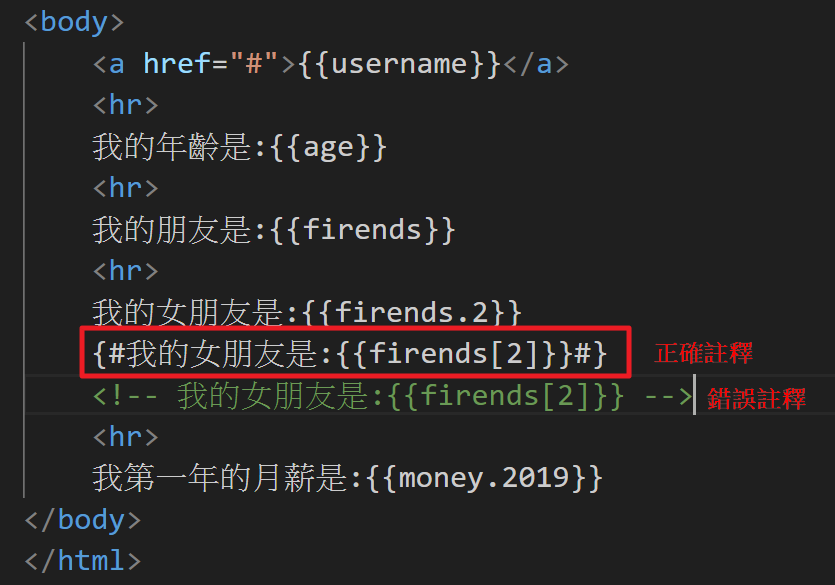 <body>
<a href="#">{{username}}</a>
<hr>
我的年齡是:{{age}}
<hr>
我的朋友是:{{firends}}
<hr>
我的女朋友是:{{firends.2}}
{#我的女朋友是:{{firends[2]}}#} 正確註釋
<!-- 我的女朋友是:{{firends[2]}} --> 錯誤註釋
<hr>
我第一年的月薪是:{{money.2019}}
</body>
</html>